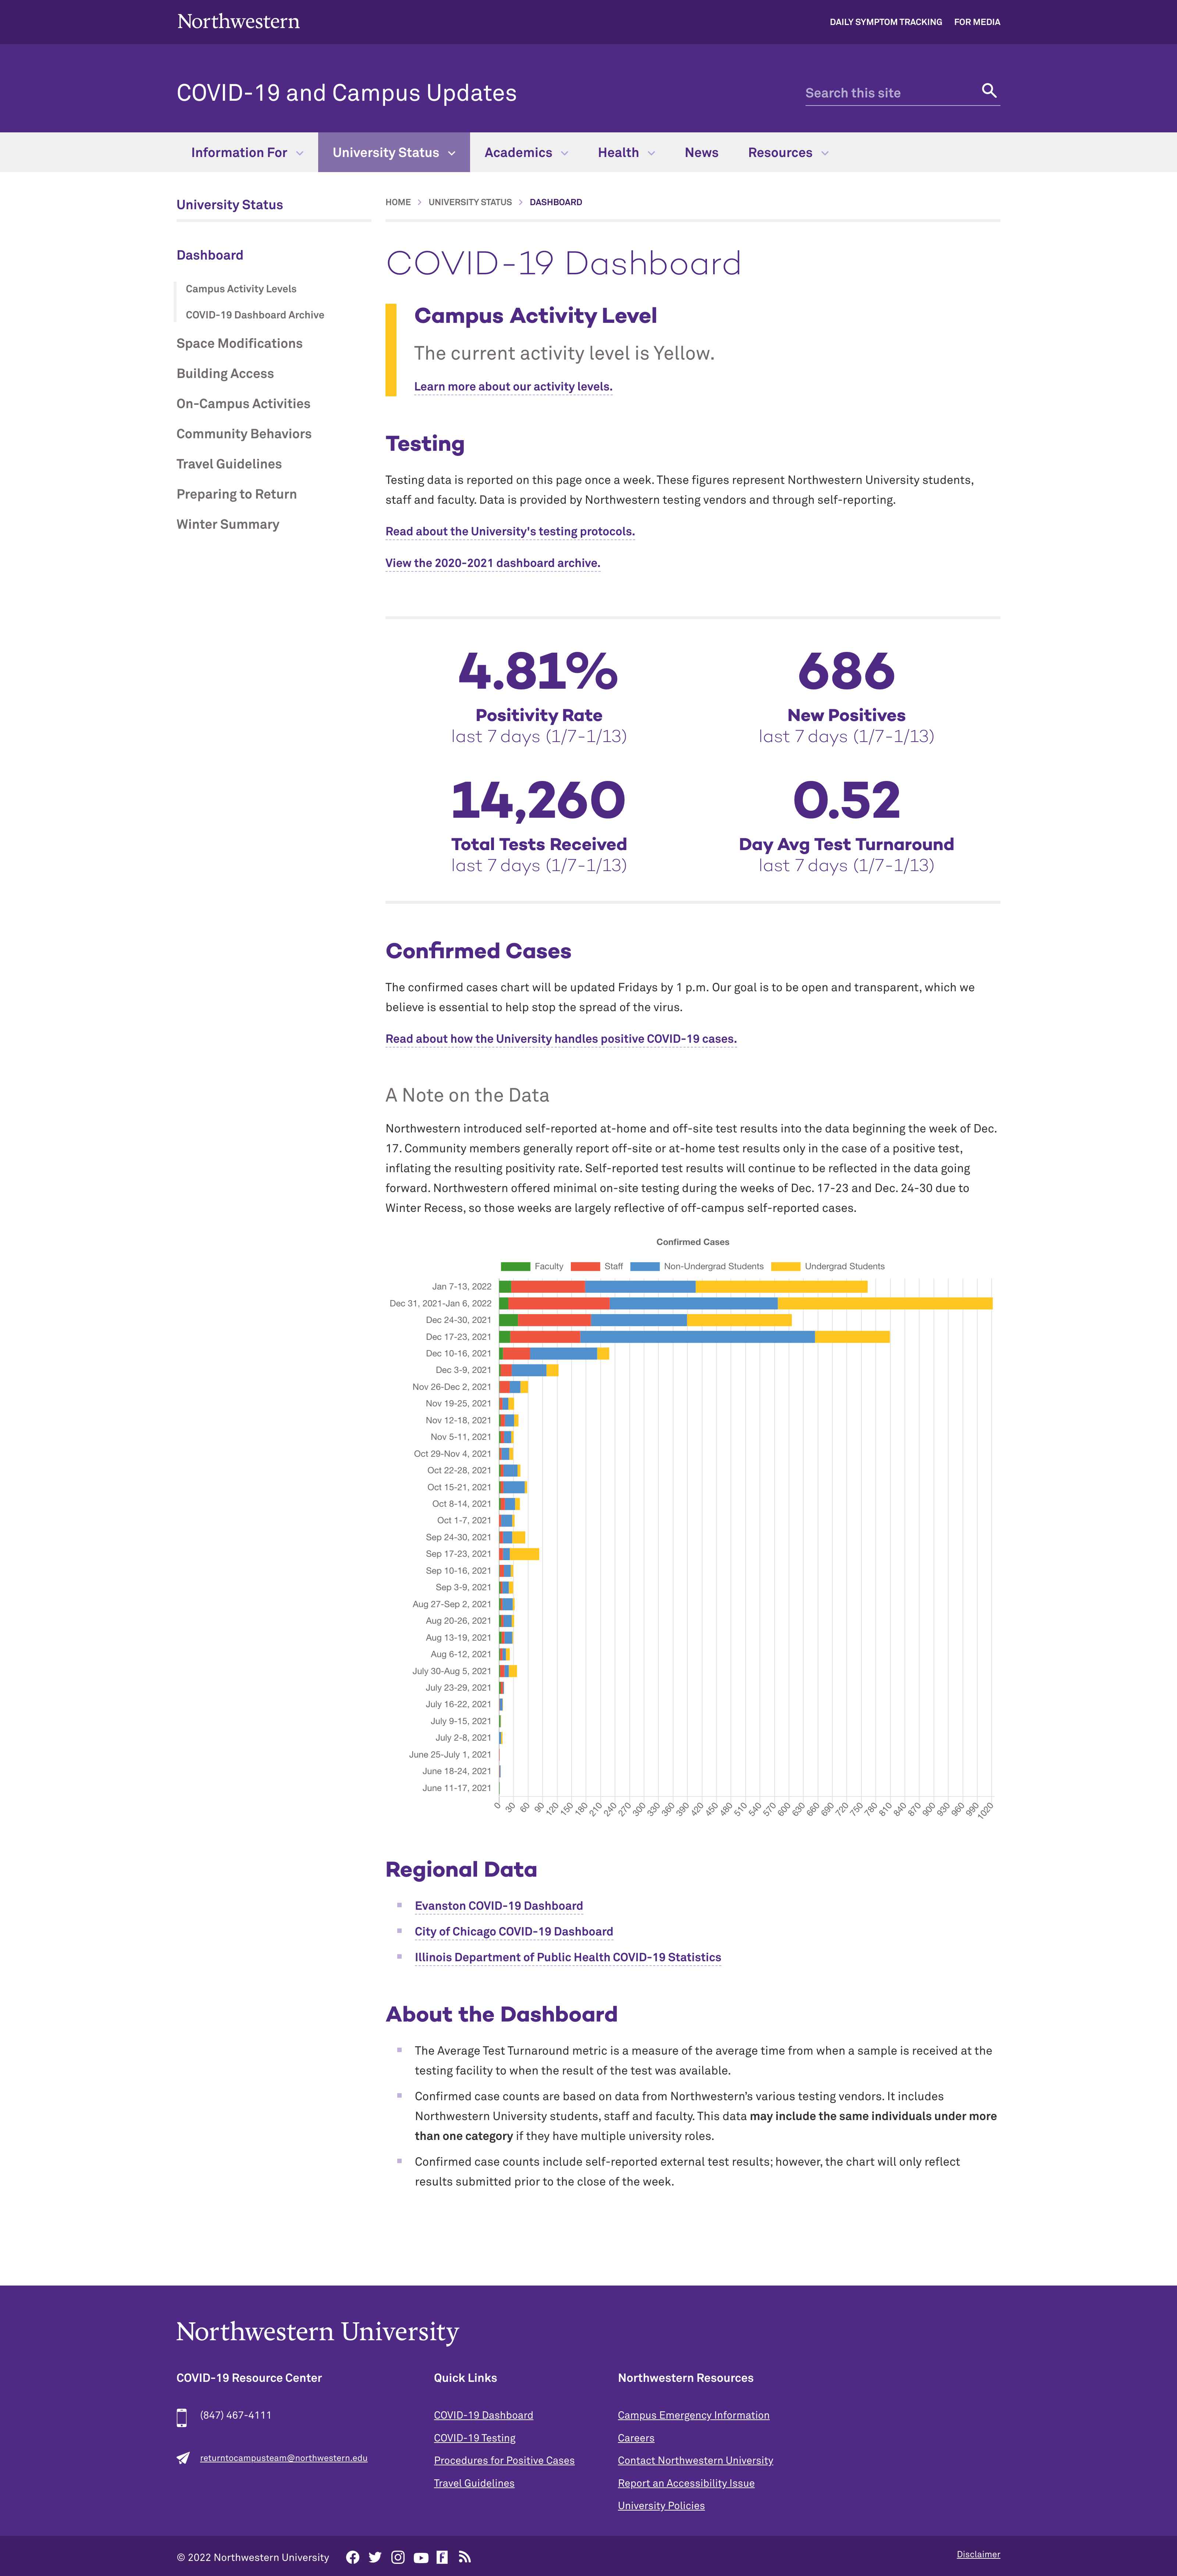 Northwestern
DAILY SYMPTOM TRACKING FOR MEDIA
COVID-19 and Campus Updates
Search this site
Information For University Status Academics Health News Resources
University Status
HOME > UNIVERSITY STATUS > DASHBOARD
Dashboard
Campus Activity Levels
COVID-19 Dashboard Archive
Space Modifications
Building Access
On-Campus Activities
Community Behaviors
Travel Guidelines
Preparing to Return
Winter Summary
COVID-19 Dashboard
Campus Activity Level
The current activity level is Yellow.
Learn more about our activity levels.
Testing
Testing data is reported on this page once a week. These figures represent Northwestern University students,
staff and faculty. Data is provided by Northwestern testing vendors and through self-reporting.
Read about the University's testing protocols.
View the 2020-2021 dashboard archive.
4.81%
Positivity Rate
last 7 days (1/7-1/13)
686
New Positives
last 7 days (1/7-1/13)
14,260
Total Tests Received
last 7 days (1/7-1/13)
0.52
Day Avg Test Turnaround
last 7 days (1/7-1/13)
Confirmed Cases
The confirmed cases chart will be updated Fridays by 1 p.m. Our goal is to be open and transparent, which we
believe is essential to help stop the spread of the virus.
Read about how the University handles positive COVID-19 cases.
A Note on the Data
Northwestern introduced self-reported at-home and off-site test results into the data beginning the week of Dec.
17. Community members generally report off-site or at-home test results only in the case of a positive test,
inflating the resulting positivity rate. Self-reported test results will continue to be reflected in the data going
forward. Northwestern offered minimal on-site testing during the weeks of Dec. 17-23 and Dec. 24-30 due to
Winter Recess, so those weeks are largely reflective of off-campus self-reported cases.
Confirmed Cases
Faculty Staff Non-Undergrad Students Undergrad Students
Jan 7-13, 2022
Dec 31, 2021-Jan 6, 2022
Dec 24-30, 2021
Dec 17-23, 2021
Dec 10-16, 2021
Dec 3-9, 2021
Nov 26-Dec 2, 2021
Nov 19-25, 2021
Nov 12-18, 2021
Nov 5-11, 2021
Oct 29-Nov 4, 2021
Oct 22-28, 2021
Oct 15-21, 2021
Oct 8-14, 2021
Oct 1-7, 2021
Sep 24-30, 2021
Sep 17-23, 2021
Sep 10-16, 2021
Sep 3-9, 2021
Aug 27-Sep 2, 2021
Aug 20-26, 2021
Aug 13-19, 2021
Aug 6-12, 2021
July 30-Aug 5, 2021
July 23-29, 2021
July 16-22, 2021
July 9-15, 2021
July 2-8, 2021
June 25-July 1, 2021
June 18-24, 2021
June 11-17, 2021
0 30 60 90 120 150 180 210 240 270 300 330 360 390 420 450 480 510 540 570 600 630 660 690 720 750 780 810 840 870 900 930 960 990 1020
Regional Data
Evanston COVID-19 Dashboard
City of Chicago COVID-19 Dashboard
Illinois Department of Public Health COVID-19 Statistics
About the Dashboard
The Average Test Turnaround metric is a measure of the average time from when a sample is received at the
testing facility to when the result of the test was available.
Confirmed case counts are based on data from Northwestern's various testing vendors. It includes
Northwestern University students, staff and faculty. This data may include the same individuals under more
than one category if they have multiple university roles.
Confirmed case counts include self-reported external test results; however, the chart will only reflect
results submitted prior to the close of the week.
Northwestern University
COVID-19 Resource Center
(847) 467-4111
returntocampusteam@northwestern.edu
Quick Links
COVID-19 Dashboard
COVID-19 Testing
Procedures for Positive Cases
Travel Guidelines
Northwestern Resources
Campus Emergency Information
Careers
Contact Northwestern University
Report an Accessibility Issue
University Policies
© 2022 Northwestern University
Disclaimer